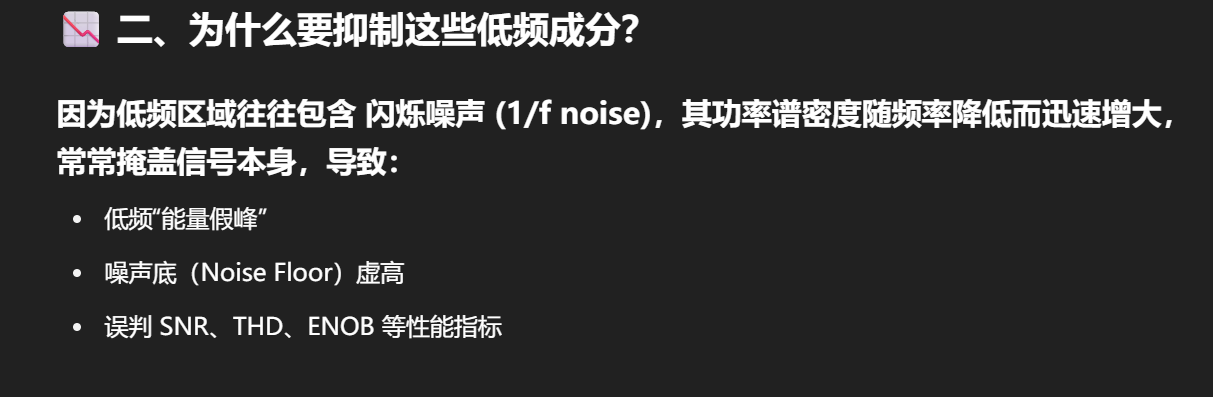 二、为什么要抑制这些低频成分？
因为低频区域往往包含 闪烁噪声 (1/f noise)，其功率谱密度随频率降低而迅速增大，
常常掩盖信号本身，导致：
• 低频“能量假峰”
• 噪声底（Noise Floor）虚高
• 误判 SNR、THD、ENOB 等性能指标